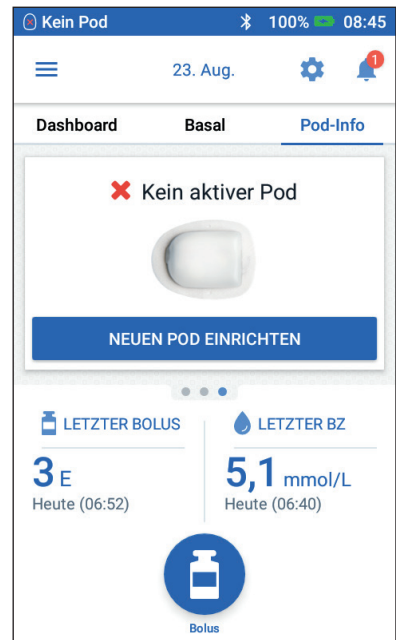 Kein Pod 100% 08:45
23. Aug. 1
Dashboard Basal Pod-Info
Kein aktiver Pod
NEUEN POD EINRICHTEN
LETZTER BOLUS LETZTER BZ
3 E 5,1 mmol/L
Heute (06:52) Heute (06:40)
Bolus